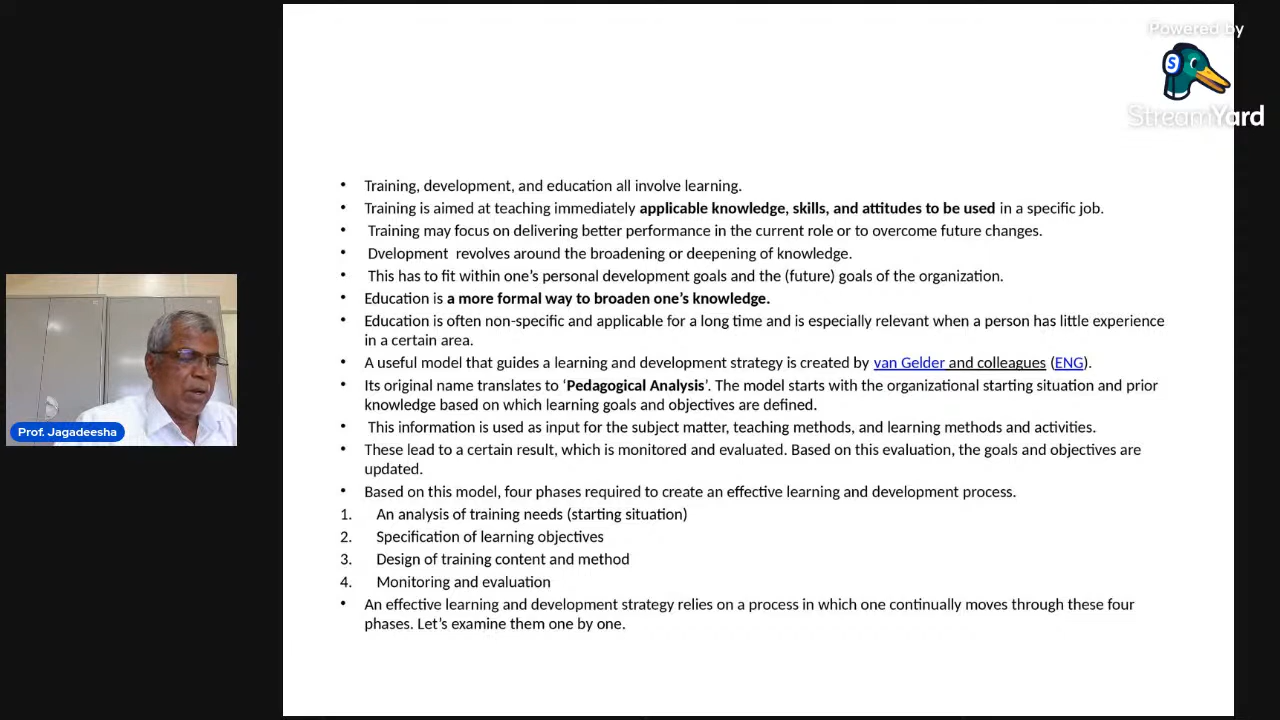 Powered by
StreamYard
• Training, development, and education all involve learning.
• Training is aimed at teaching immediately applicable knowledge, skills, and attitudes to be used in a specific job.
• Training may focus on delivering better performance in the current role or to overcome future changes.
• Dvelopment  revolves around the broadening or deepening of knowledge.
• This has to fit within one’s personal development goals and the (future) goals of the organization.
• Education is a more formal way to broaden one’s knowledge.
• Education is often non-specific and applicable for a long time and is especially relevant when a person has little experience
in a certain area.
• A useful model that guides a learning and development strategy is created by van Gelder and colleagues (ENG).
• Its original name translates to ‘Pedagogical Analysis’. The model starts with the organizational starting situation and prior
knowledge based on which learning goals and objectives are defined.
• This information is used as input for the subject matter, teaching methods, and learning methods and activities.
• These lead to a certain result, which is monitored and evaluated. Based on this evaluation, the goals and objectives are
updated.
• Based on this model, four phases required to create an effective learning and development process.
1. An analysis of training needs (starting situation)
2. Specification of learning objectives
3. Design of training content and method
4. Monitoring and evaluation
• An effective learning and development strategy relies on a process in which one continually moves through these four
phases. Let’s examine them one by one.
Prof. Jagadeesha